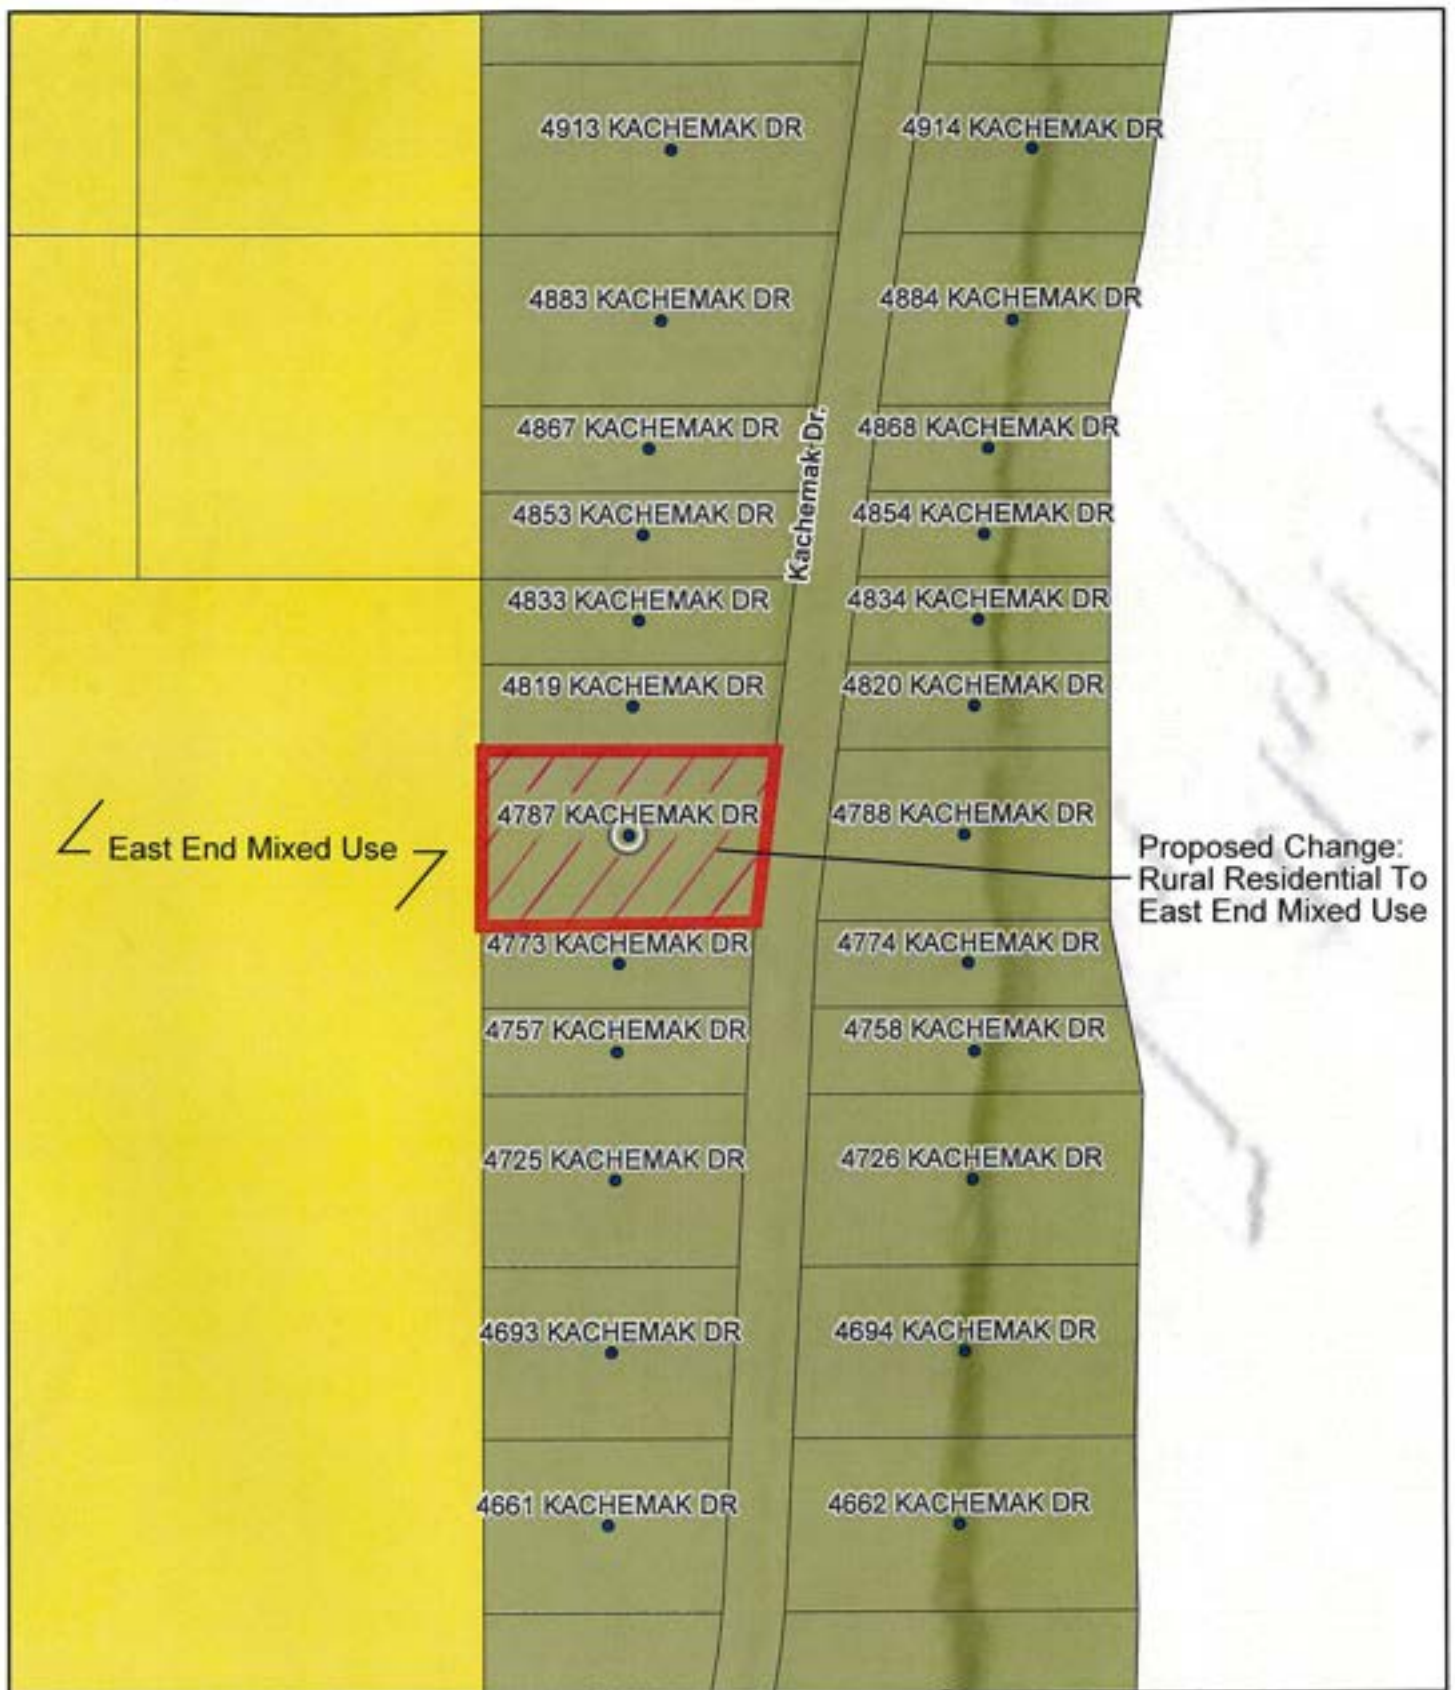 4913 KACHEMAK DR
4914 KACHEMAK DR
4883 KACHEMAK DR
4884 KACHEMAK DR
4867 KACHEMAK DR
Kachemak Dr.
4868 KACHEMAK DR
4853 KACHEMAK DR
4854 KACHEMAK DR
4833 KACHEMAK DR
4834 KACHEMAK DR
4819 KACHEMAK DR
4820 KACHEMAK DR
4787 KACHEMAK DR
4788 KACHEMAK DR
East End Mixed Use
Proposed Change:
Rural Residential To
East End Mixed Use
4773 KACHEMAK DR
4774 KACHEMAK DR
4757 KACHEMAK DR
4758 KACHEMAK DR
4725 KACHEMAK DR
4726 KACHEMAK DR
4693 KACHEMAK DR
4694 KACHEMAK DR
4661 KACHEMAK DR
4662 KACHEMAK DR